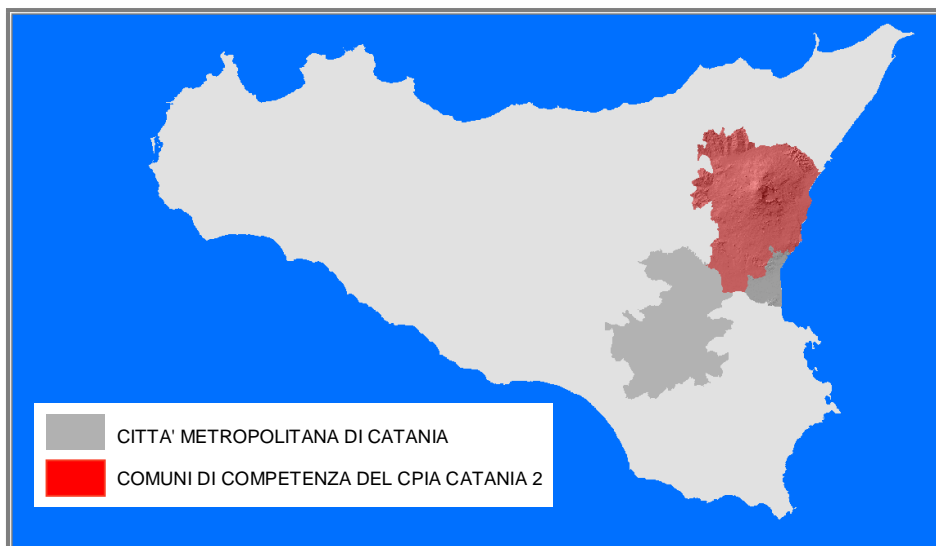 CITTA' METROPOLITANA DI CATANIA
COMUNI DI COMPETENZA DEL CPIA CATANIA 2